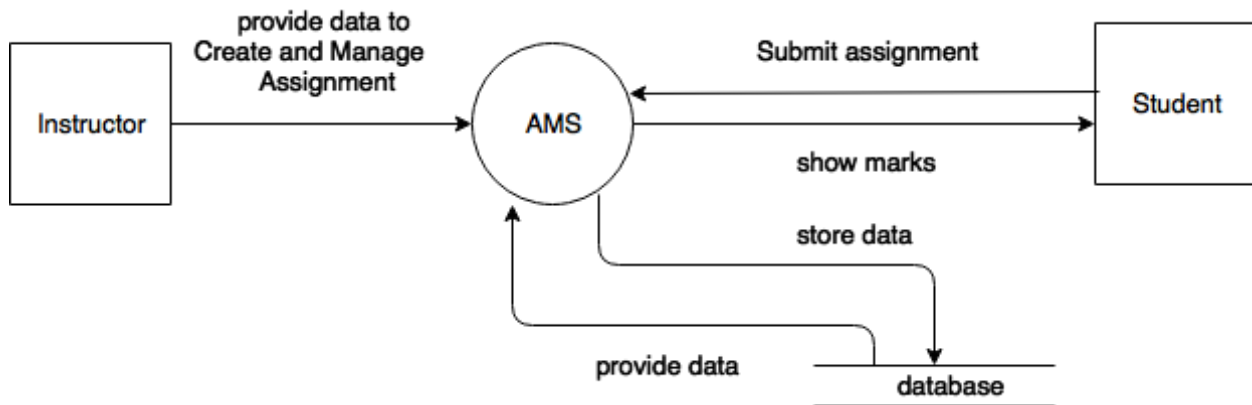 provide data to
Create and Manage
Assignment
Instructor
AMS
Submit assignment
Student
show marks
store data
provide data
database